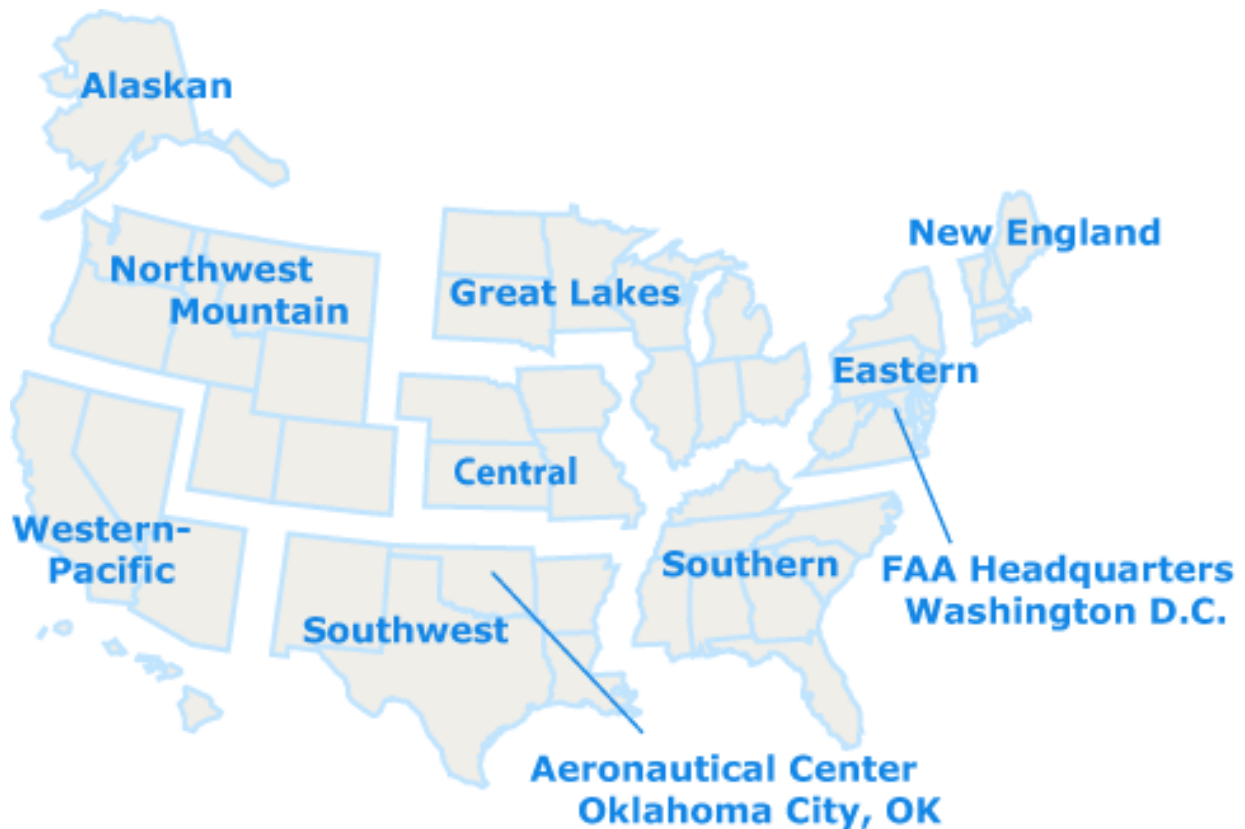 Alaskan
New England
Northwest
Mountain
Great Lakes
Eastern
Central
Western-
Pacific
Southern
FAA Headquarters
Washington D.C.
Southwest
Aeronautical Center
Oklahoma City, OK